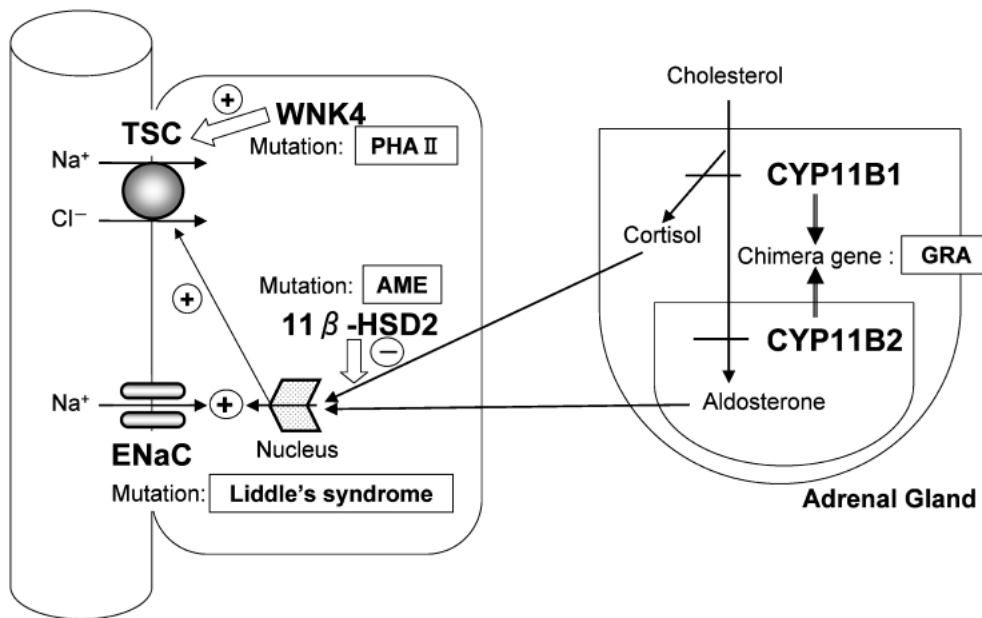 Cholesterol
+
WNK4
TSC
Mutation: PHA Ⅱ
Na⁺
Cl⁻
CYP11B1
Cortisol
Chimera gene : GRA
Mutation: AME
+
11β-HSD2
−
CYP11B2
Na⁺
+
Aldosterone
Nucleus
ENaC
Mutation: Liddle's syndrome
Adrenal Gland